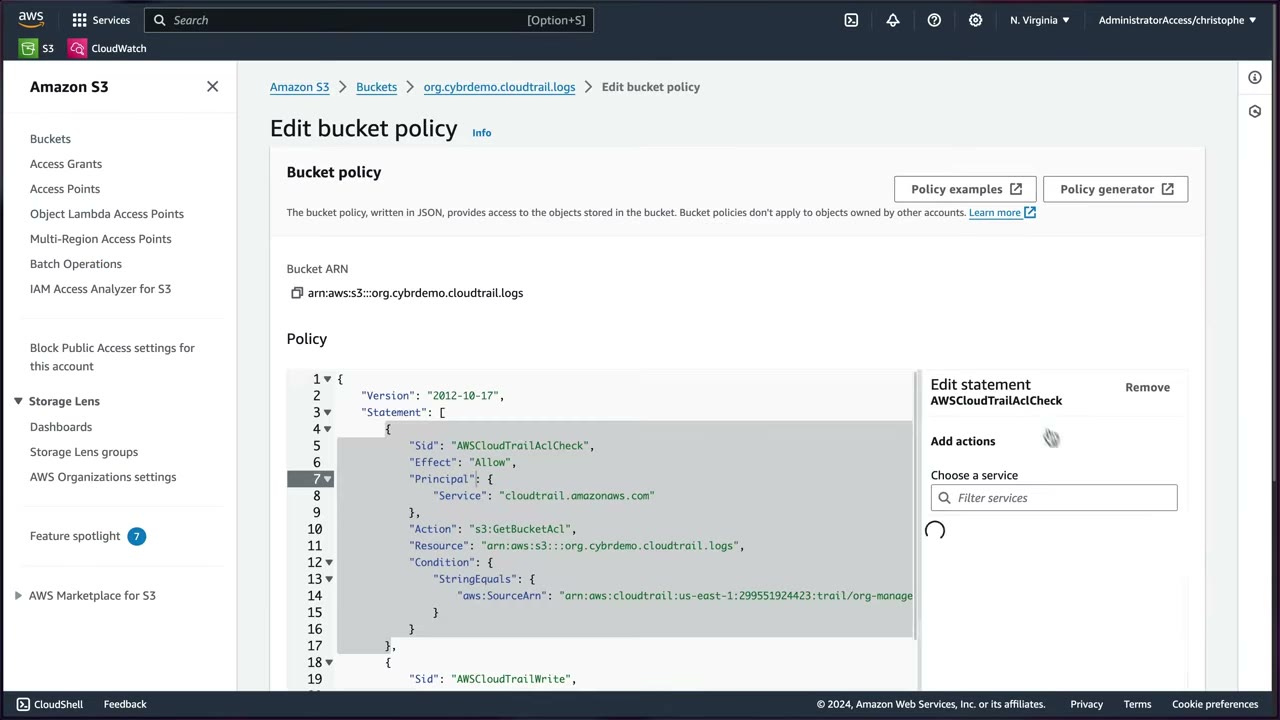 aws
Services
Search
[Option+S]
N. Virginia ▼
AdministratorAccess/christophe ▼
S3
CloudWatch
Amazon S3
Buckets
Access Grants
Access Points
Object Lambda Access Points
Multi-Region Access Points
Batch Operations
IAM Access Analyzer for S3
Block Public Access settings for
this account
Storage Lens
Dashboards
Storage Lens groups
AWS Organizations settings
Feature spotlight 7
AWS Marketplace for S3
Amazon S3 > Buckets > org.cybrdemo.cloudtrail.logs > Edit bucket policy
Edit bucket policy Info
Bucket policy
Policy examples
Policy generator
The bucket policy, written in JSON, provides access to the objects stored in the bucket. Bucket policies don't apply to objects owned by other accounts. Learn more
Bucket ARN
arn:aws:s3:::org.cybrdemo.cloudtrail.logs
Policy
1 {
2 "Version": "2012-10-17",
3 "Statement": [
4 {
5 "Sid": "AWSCloudTrailAclCheck",
6 "Effect": "Allow",
7 "Principal": {
8 "Service": "cloudtrail.amazonaws.com"
9 },
10 "Action": "s3:GetBucketAcl",
11 "Resource": "arn:aws:s3:::org.cybrdemo.cloudtrail.logs",
12 "Condition": {
13 "StringEquals": {
14 "aws:SourceArn": "arn:aws:cloudtrail:us-east-1:299551924423:trail/org-manage
15 }
16 }
17 },
18 {
19 "Sid": "AWSCloudTrailWrite",
Edit statement
AWSCloudTrailAclCheck
Remove
Add actions
Choose a service
Filter services
CloudShell
Feedback
© 2024, Amazon Web Services, Inc. or its affiliates.
Privacy
Terms
Cookie preferences